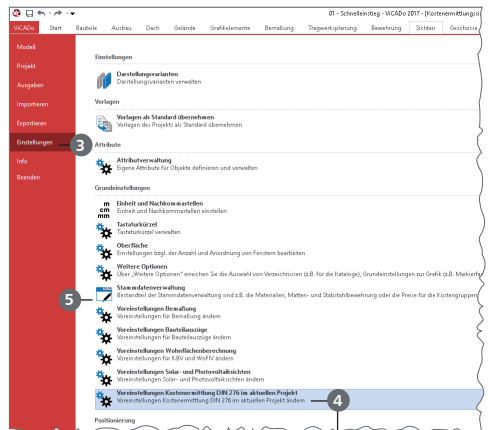 01 - Schnelleinstieg - ViCADo 2017 - [Kostenermittlungssi
ViCADo Start Bauteile Ausbau Dach Gelände Grafikelemente Bemaßung Tragwerksplanung Bewehrung Sichten Geschosse
Modell
Projekt
Ausgaben
Importieren
Exportieren
Einstellungen
Info
Beenden
3
Einstellungen
Darstellungsvarianten
Darstellungsvarianten verwalten
Vorlagen
Vorlagen als Standard übernehmen
Vorlagen des Projekts als Standard übernehmen
Attribute
Attributverwaltung
Eigene Attribute für Objekte definieren und verwalten
Grundeinstellungen
m
cm
mm
Einheit und Nachkommastellen
Einheit und Nachkommastellen einstellen
Tastaturkürzel
Tastaturkürzel verwalten
Oberfläche
Einstellungen bzgl. der Anzahl und Anordnung von Fenstern bearbeiten
Weitere Optionen
Über „Weitere Optionen" erreichen Sie die Auswahl von Verzeichnissen (z.B. für die Kataloge), Grundeinstellungen zur Grafik (z.B. Markierfar
5
Stammdatenverwaltung
Bestandteil der Stammdatenverwaltung sind z.B. die Materialien, Matten- und Stabstahlbewehrung oder die Preise für die Kostengruppen
Voreinstellungen Bemaßung
Voreinstellungen für Bemaßung ändern
Voreinstellungen Bauteilauszüge
Voreinstellungen für Bauteilauszüge ändern
Voreinstellungen Wohnflächenberechnung
Voreinstellungen für II.BV und WoFlV ändern
Voreinstellungen Solar- und Photovoltaiksichten
Voreinstellungen Solar- und Photovoltaiksichten ändern
Voreinstellungen Kostenermittlung DIN 276 im aktuellen Projekt
Voreinstellungen Kostenermittlung DIN 276 im aktuellen Projekt ändern
4
Positionierung